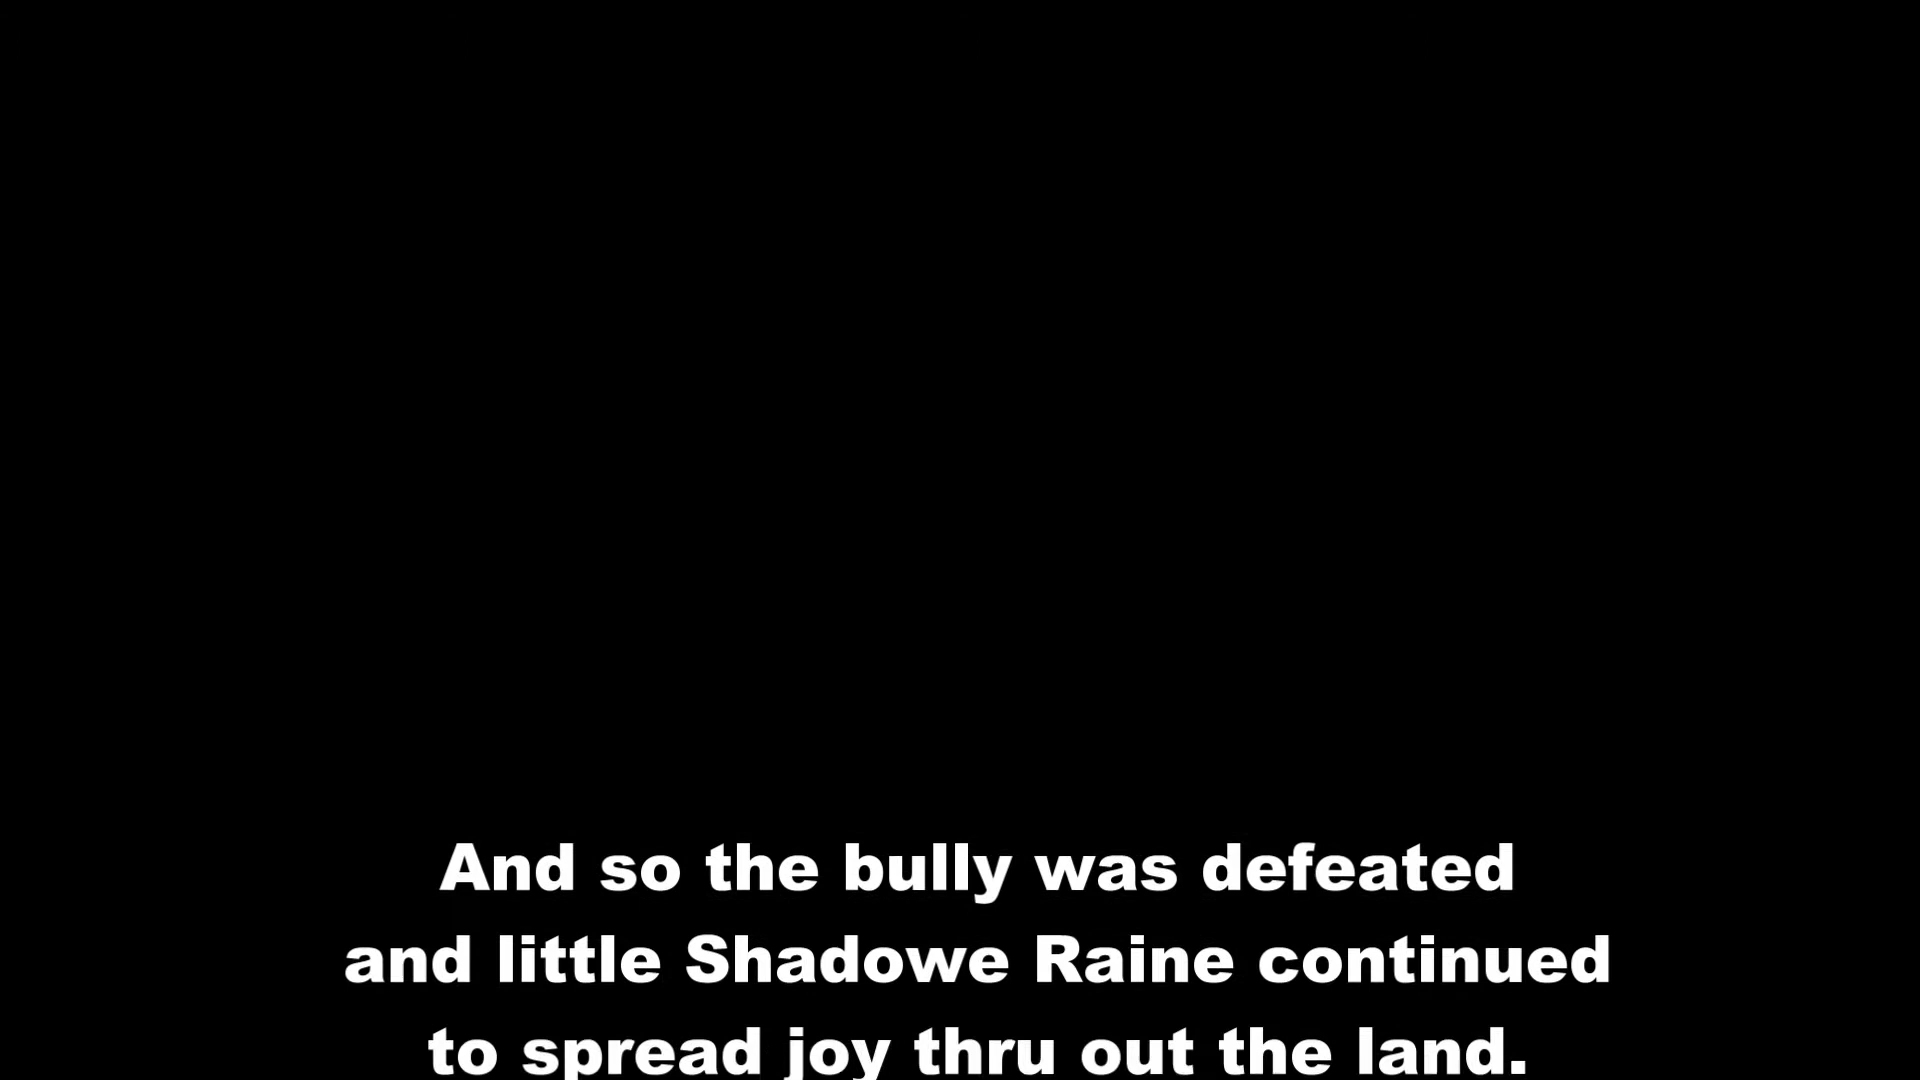 And so the bully was defeated
and little Shadowe Raine continued
to spread joy thru out the land.